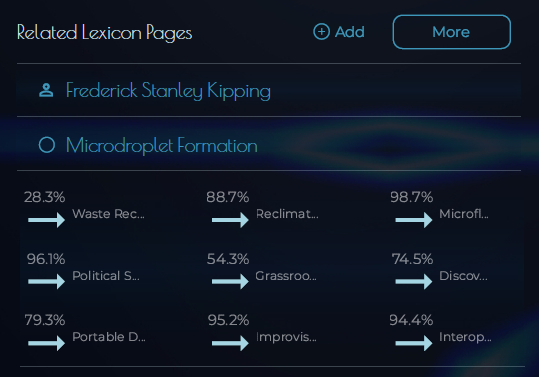 Related Lexicon Pages
Add
More
Frederick Stanley Kipping
Microdroplet Formation
28.3% 88.7% 98.7%
Waste Rec... Reclimat... Microfl...
96.1% 54.3% 74.5%
Political S... Grassroo... Discov...
79.3% 95.2% 94.4%
Portable D... Improvis... Interop...